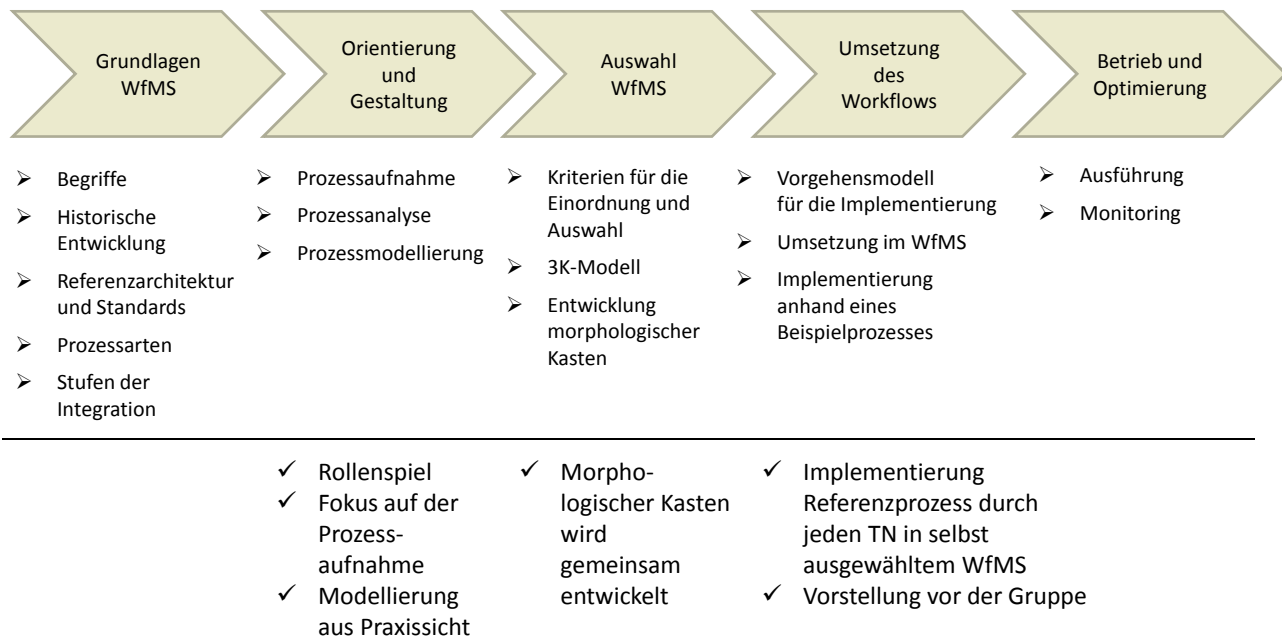 Grundlagen
WfMS
Orientierung
und
Gestaltung
Auswahl
WfMS
Umsetzung
des
Workflows
Betrieb und
Optimierung
➢ Begriffe
➢ Historische
Entwicklung
➢ Referenzarchitektur
und Standards
➢ Prozessarten
➢ Stufen der
Integration
➢ Prozessaufnahme
➢ Prozessanalyse
➢ Prozessmodellierung
➢ Kriterien für die
Einordnung und
Auswahl
➢ 3K-Modell
➢ Entwicklung
morphologischer
Kasten
➢ Vorgehensmodell
für die Implementierung
➢ Umsetzung im WfMS
➢ Implementierung
anhand eines
Beispielprozesses
➢ Ausführung
➢ Monitoring
✓ Rollenspiel
✓ Fokus auf der
Prozess-
aufnahme
✓ Modellierung
aus Praxissicht
✓ Morpho-
logischer Kasten
wird
gemeinsam
entwickelt
✓ Implementierung
Referenzprozess durch
jeden TN in selbst
ausgewähltem WfMS
✓ Vorstellung vor der Gruppe